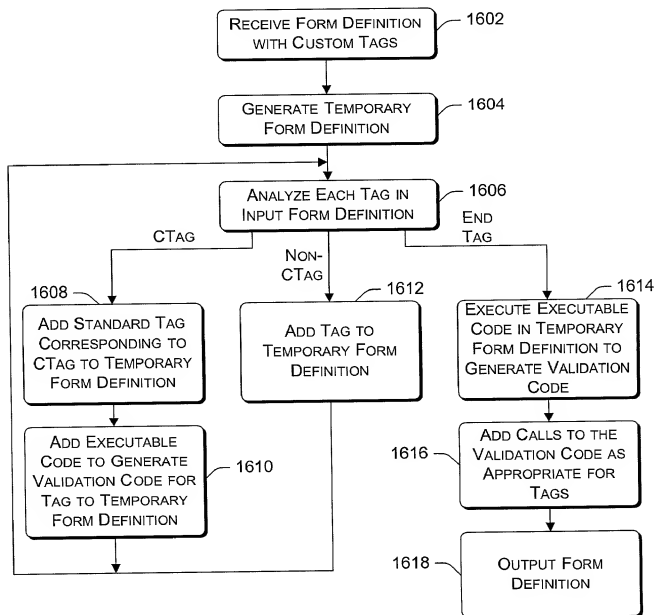 RECEIVE FORM DEFINITION
WITH CUSTOM TAGS
1602
GENERATE TEMPORARY
FORM DEFINITION
1604
ANALYZE EACH TAG IN
INPUT FORM DEFINITION
1606
CTAG
NON-
CTAG
END
TAG
1608
ADD STANDARD TAG
CORRESPONDING TO
CTAG TO TEMPORARY
FORM DEFINITION
ADD EXECUTABLE
CODE TO GENERATE
VALIDATION CODE FOR
TAG TO TEMPORARY
FORM DEFINITION
1610
1612
ADD TAG TO
TEMPORARY FORM
DEFINITION
1614
EXECUTE EXECUTABLE
CODE IN TEMPORARY
FORM DEFINITION TO
GENERATE VALIDATION
CODE
1616
ADD CALLS TO THE
VALIDATION CODE AS
APPROPRIATE FOR
TAGS
1618
OUTPUT FORM
DEFINITION